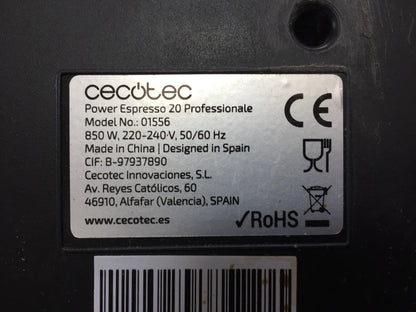 cecotec
Power Espresso 20 Professionale
Model No.: 01556
850 W, 220-240·V, 50/60 Hz
Made in China | Designed in Spain
CIF: B-97937890
Cecotec Innovaciones, S.L.
Av. Reyes Católicos, 60
46910, Alfafar (Valencia), SPAIN
www.cecotec.es
CE
✓RoHS